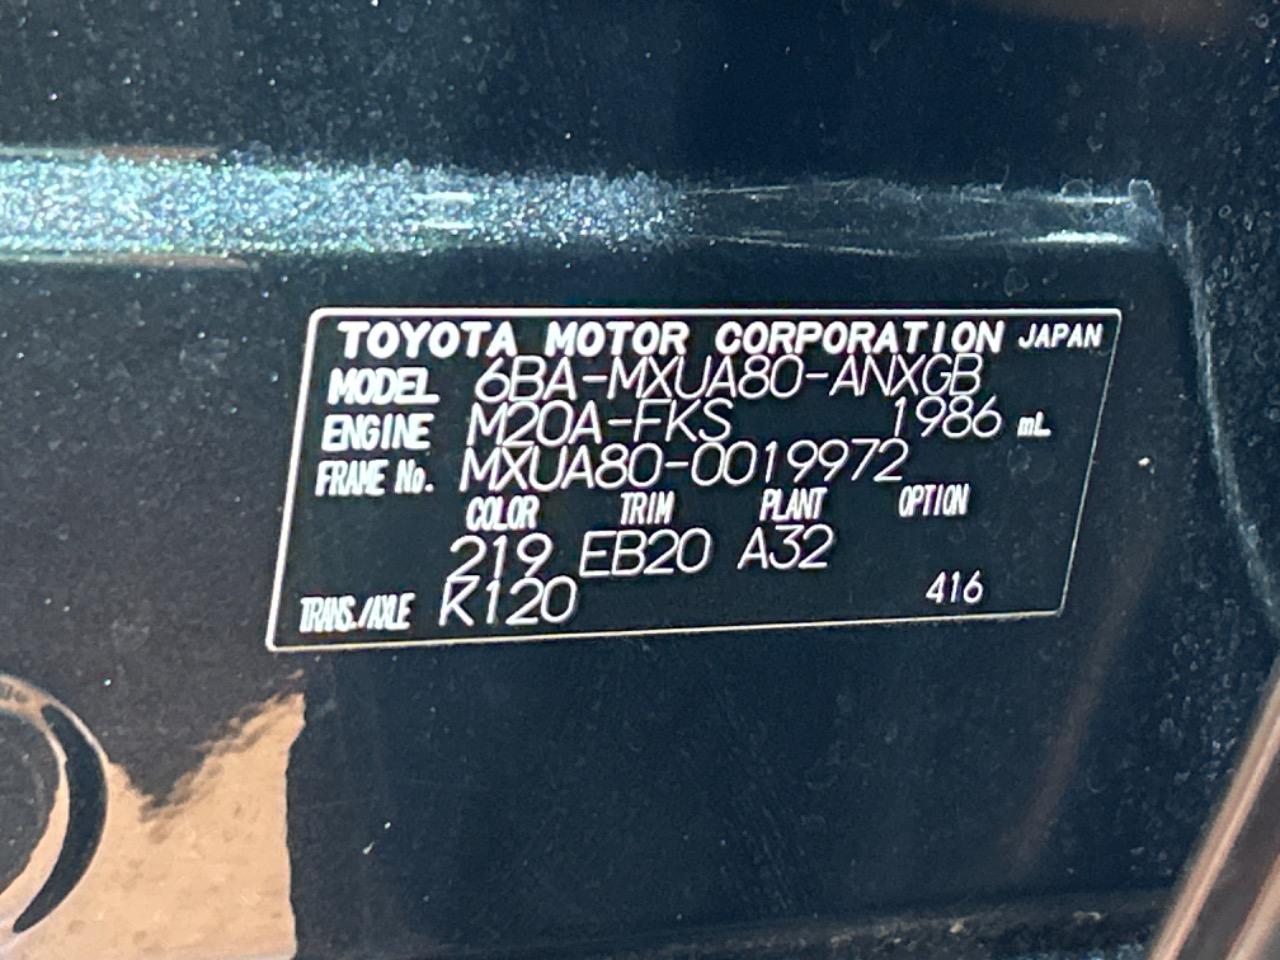 TOYOTA MOTOR CORPORATION JAPAN
MODEL 6BA-MXUA80-ANXGB
ENGINE M20A-FKS 1986 mL
FRAME No. MXUA80-0019972
COLOR TRIM PLANT OPTION
219 EB20 A32
TRANS./AXLE K120 416